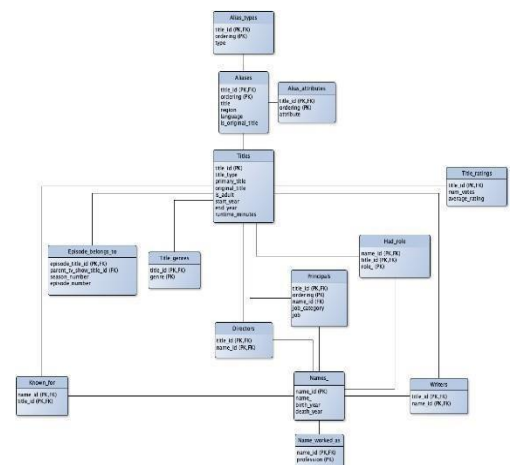 Alias_types
title_id (PK,FK)
ordering (PK)
type
Aliases
title_id (PK,FK)
ordering (PK)
title
region
language
is_original_title
Alias_attributes
title_id (PK,FK)
ordering (PK)
attribute
Titles
title_id (PK)
title_type
primary_title
original_title
is_adult
start_year
end_year
runtime_minutes
Title_ratings
title_id (PK,FK)
num_votes
average_rating
Episode_belongs_to
episode_title_id (PK,FK)
parent_tv_show_title_id (FK)
season_number
episode_number
Title_genres
title_id (PK,FK)
genre (PK)
Had_role
name_id (PK,FK)
title_id (PK,FK)
role_ (PK)
Principals
title_id (PK,FK)
ordering (PK)
name_id (FK)
job_category
job
Directors
title_id (PK,FK)
name_id (PK,FK)
Known_for
name_id (PK,FK)
title_id (PK,FK)
Names_
name_id (PK)
name_
birth_year
death_year
Writers
title_id (PK,FK)
name_id (PK,FK)
Name_worked_as
name_id (PK,FK)
profession (PK)